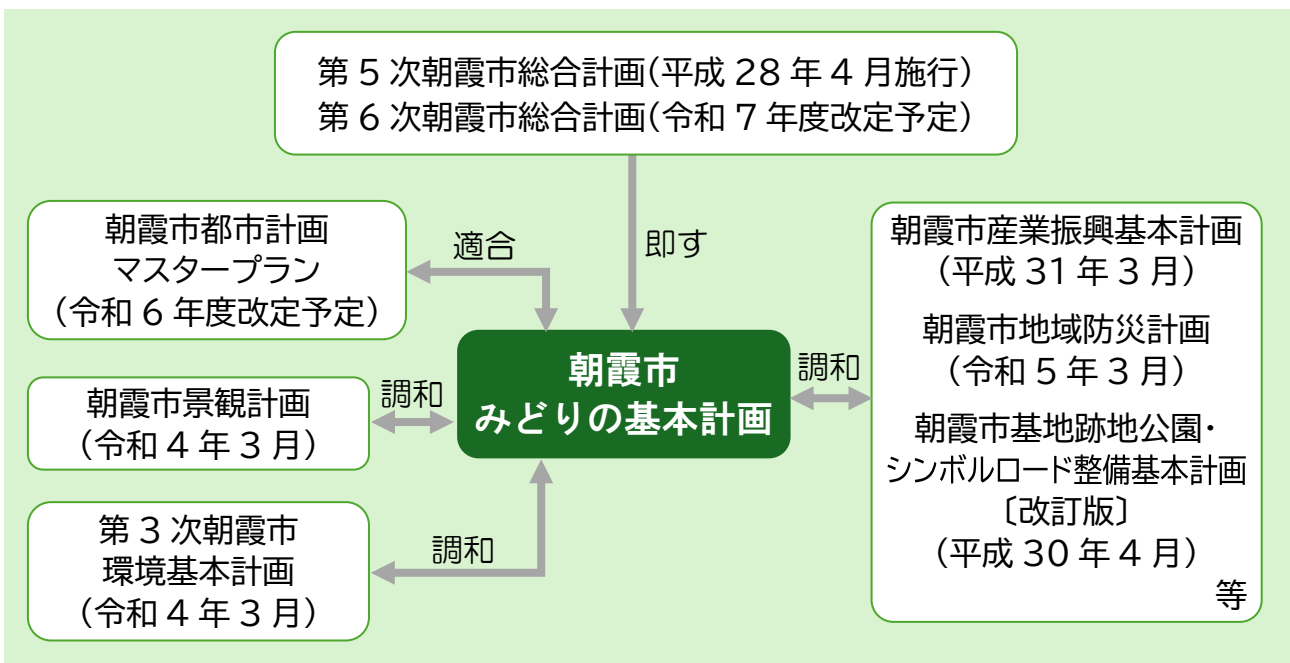 第5次朝霞市総合計画(平成28年4月施行)
第6次朝霞市総合計画(令和7年度改定予定)
朝霞市都市計画
マスタープラン
(令和6年度改定予定)
適合
即す
朝霞市景観計画
(令和4年3月)
調和
朝霞市
みどりの基本計画
調和
第3次朝霞市
環境基本計画
(令和4年3月)
調和
朝霞市産業振興基本計画
(平成31年3月)
朝霞市地域防災計画
(令和5年3月)
朝霞市基地跡地公園・
シンボルロード整備基本計画
〔改訂版〕
(平成30年4月)
等